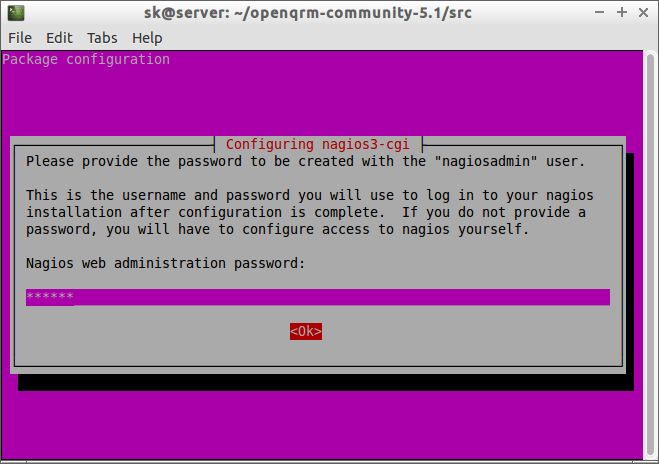 sk@server: ~/openqrm-community-5.1/src
File Edit Tabs Help
Package configuration
Configuring nagios3-cgi
Please provide the password to be created with the "nagiosadmin" user.
This is the username and password you will use to log in to your nagios
installation after configuration is complete.  If you do not provide a
password, you will have to configure access to nagios yourself.
Nagios web administration password:
******
<Ok>